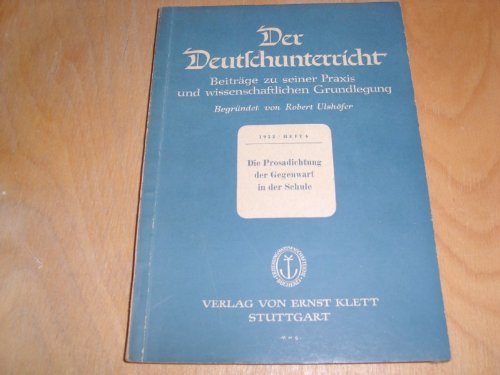 Der
Deutschunterricht
Beiträge zu seiner Praxis
und wissenschaftlichen Grundlegung
Begründet von Robert Ulshöfer
HEFT
Die Prosadichtung
der Gegenwart
in der Schule
VERLAG VON ERNST KLETT
STUTTGART